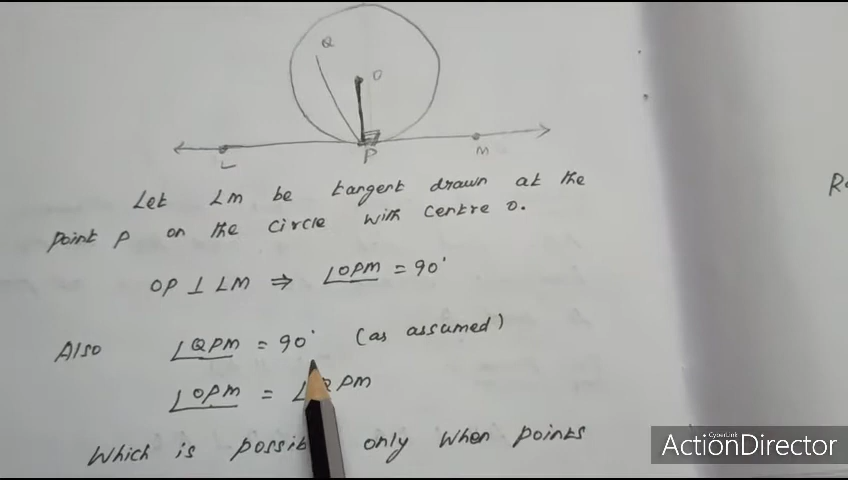 Q
O
L
P
M
Let LM be tangent drawn at the
point P on the circle with centre O.
OP ⊥ LM ⇒ ∠OPM = 90°
Also ∠QPM = 90° (as assumed)
∠OPM = ∠QPM
Which is only when points
CyberLink
ActionDirector